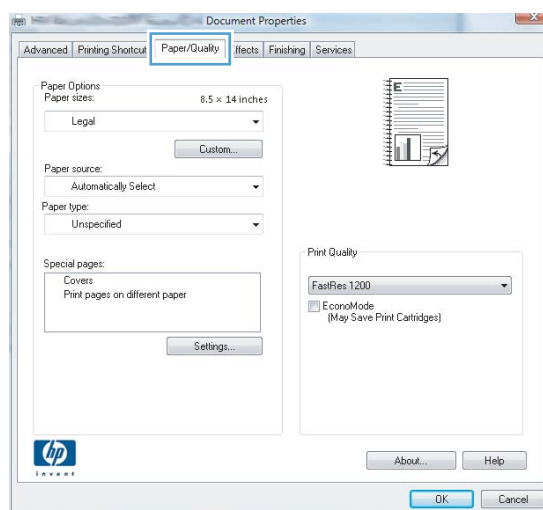 Document Properties
Advanced Printing Shortcut Paper/Quality ffects Finishing Services
Paper Options
Paper sizes: 8.5 × 14 inches
Legal
Custom...
Paper source:
Automatically Select
Paper type:
Unspecified
Special pages:
Covers
Print pages on different paper
Settings...
E
Print Quality
FastRes 1200
EconoMode
(May Save Print Cartridges)
hp
invent
About... Help
OK Cancel